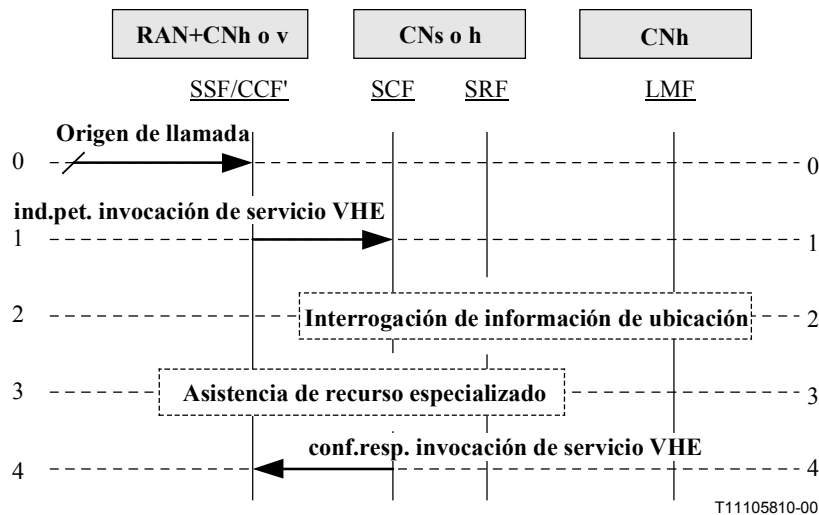 RAN+CNh o v CNs o h CNh
SSF/CCF' SCF SRF LMF
Origen de llamada
0 0
ind.pet. invocación de servicio VHE
1 1
2 Interrogación de información de ubicación 2
3 Asistencia de recurso especializado 3
conf.resp. invocación de servicio VHE
4 4
T11105810-00